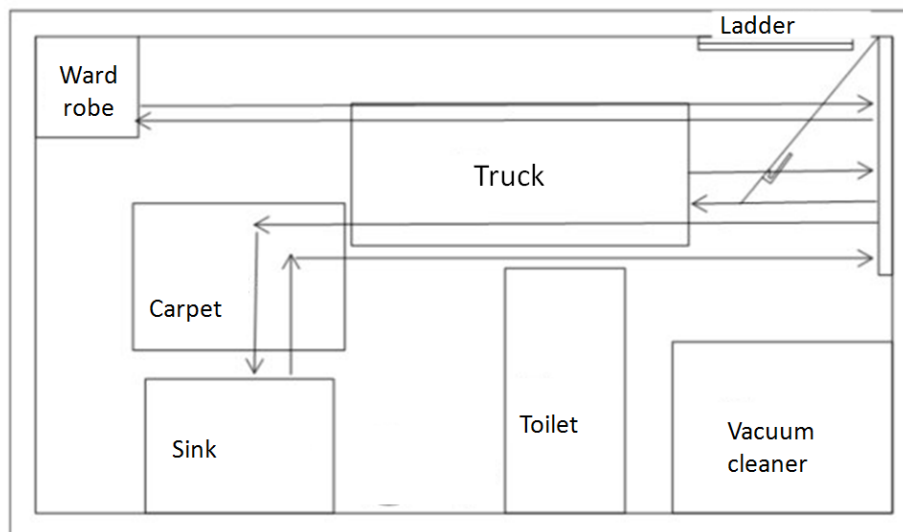 Ladder
Ward
robe
Truck
Carpet
Sink
Toilet
Vacuum
cleaner